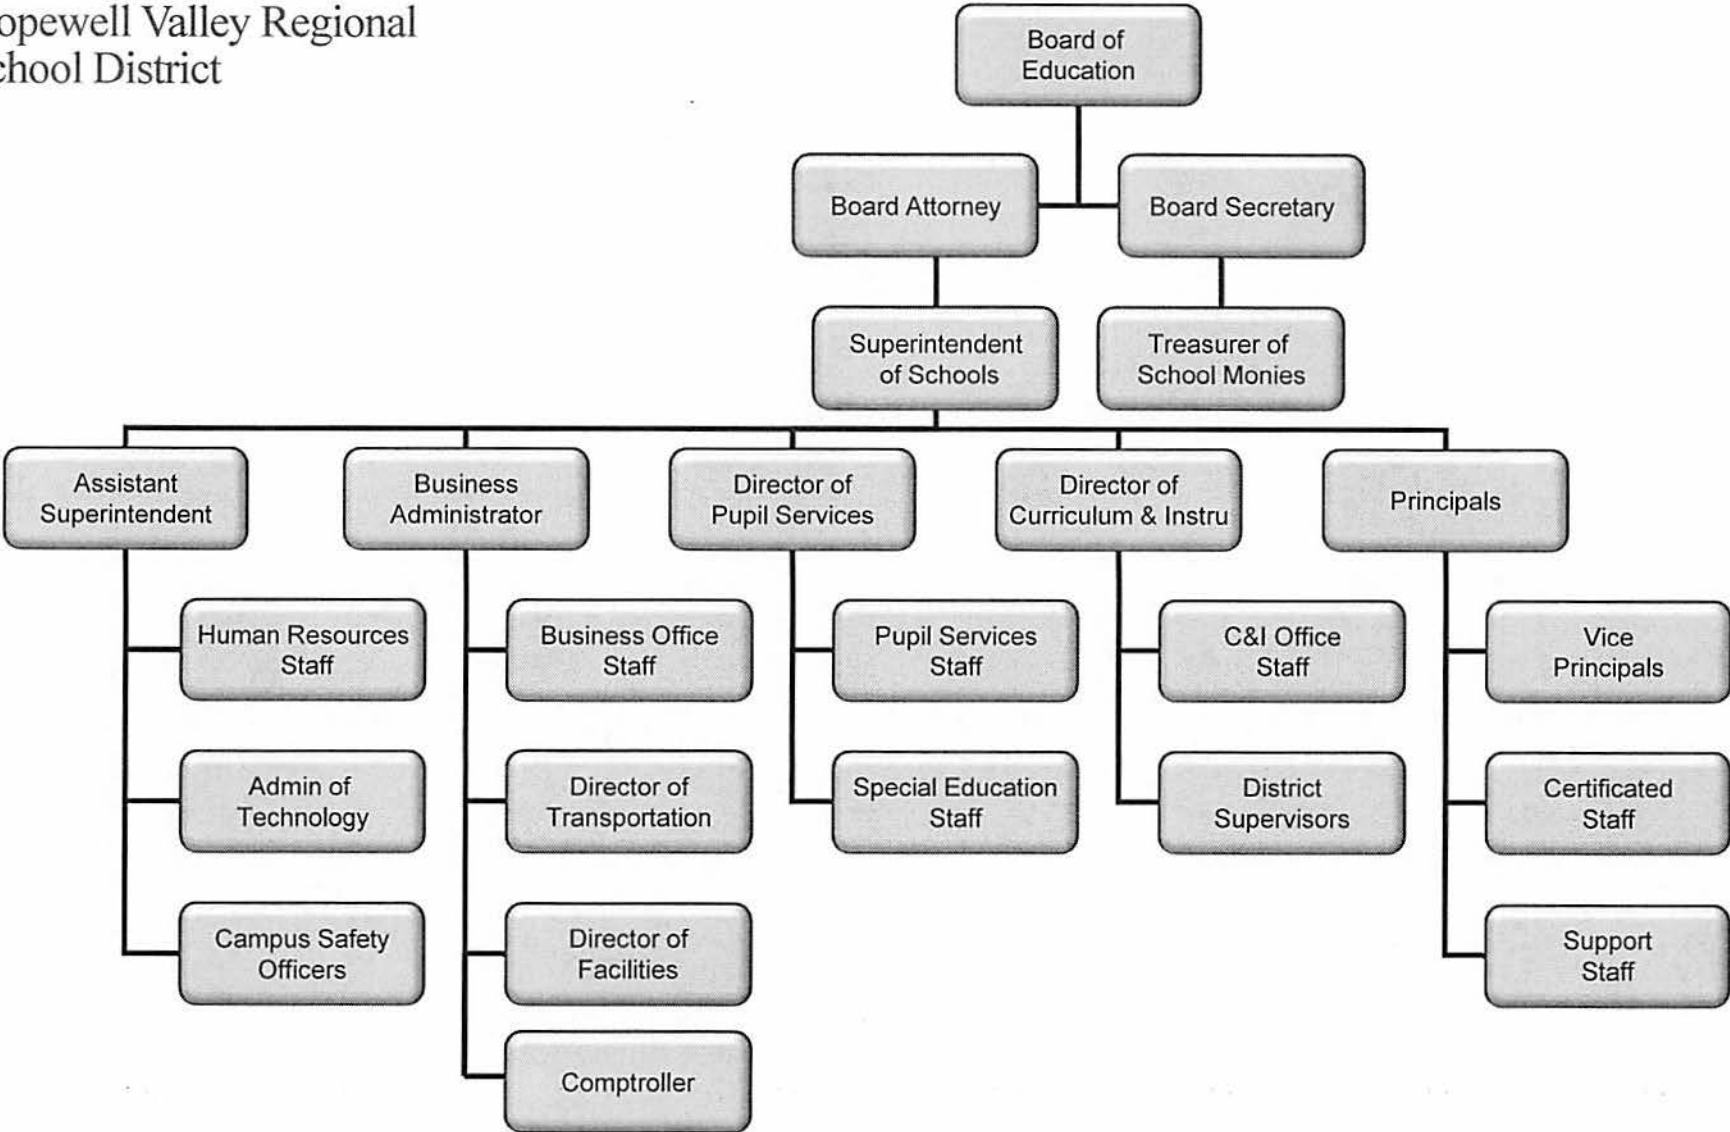 opewell Valley Regional
chool District
Board of
Education
Board Attorney
Board Secretary
Superintendent
of Schools
Treasurer of
School Monies
Assistant
Superintendent
Business
Administrator
Director of
Pupil Services
Director of
Curriculum & Instru
Principals
Human Resources
Staff
Business Office
Staff
Pupil Services
Staff
C&I Office
Staff
Vice
Principals
Admin of
Technology
Director of
Transportation
Special Education
Staff
District
Supervisors
Certificated
Staff
Campus Safety
Officers
Director of
Facilities
Support
Staff
Comptroller